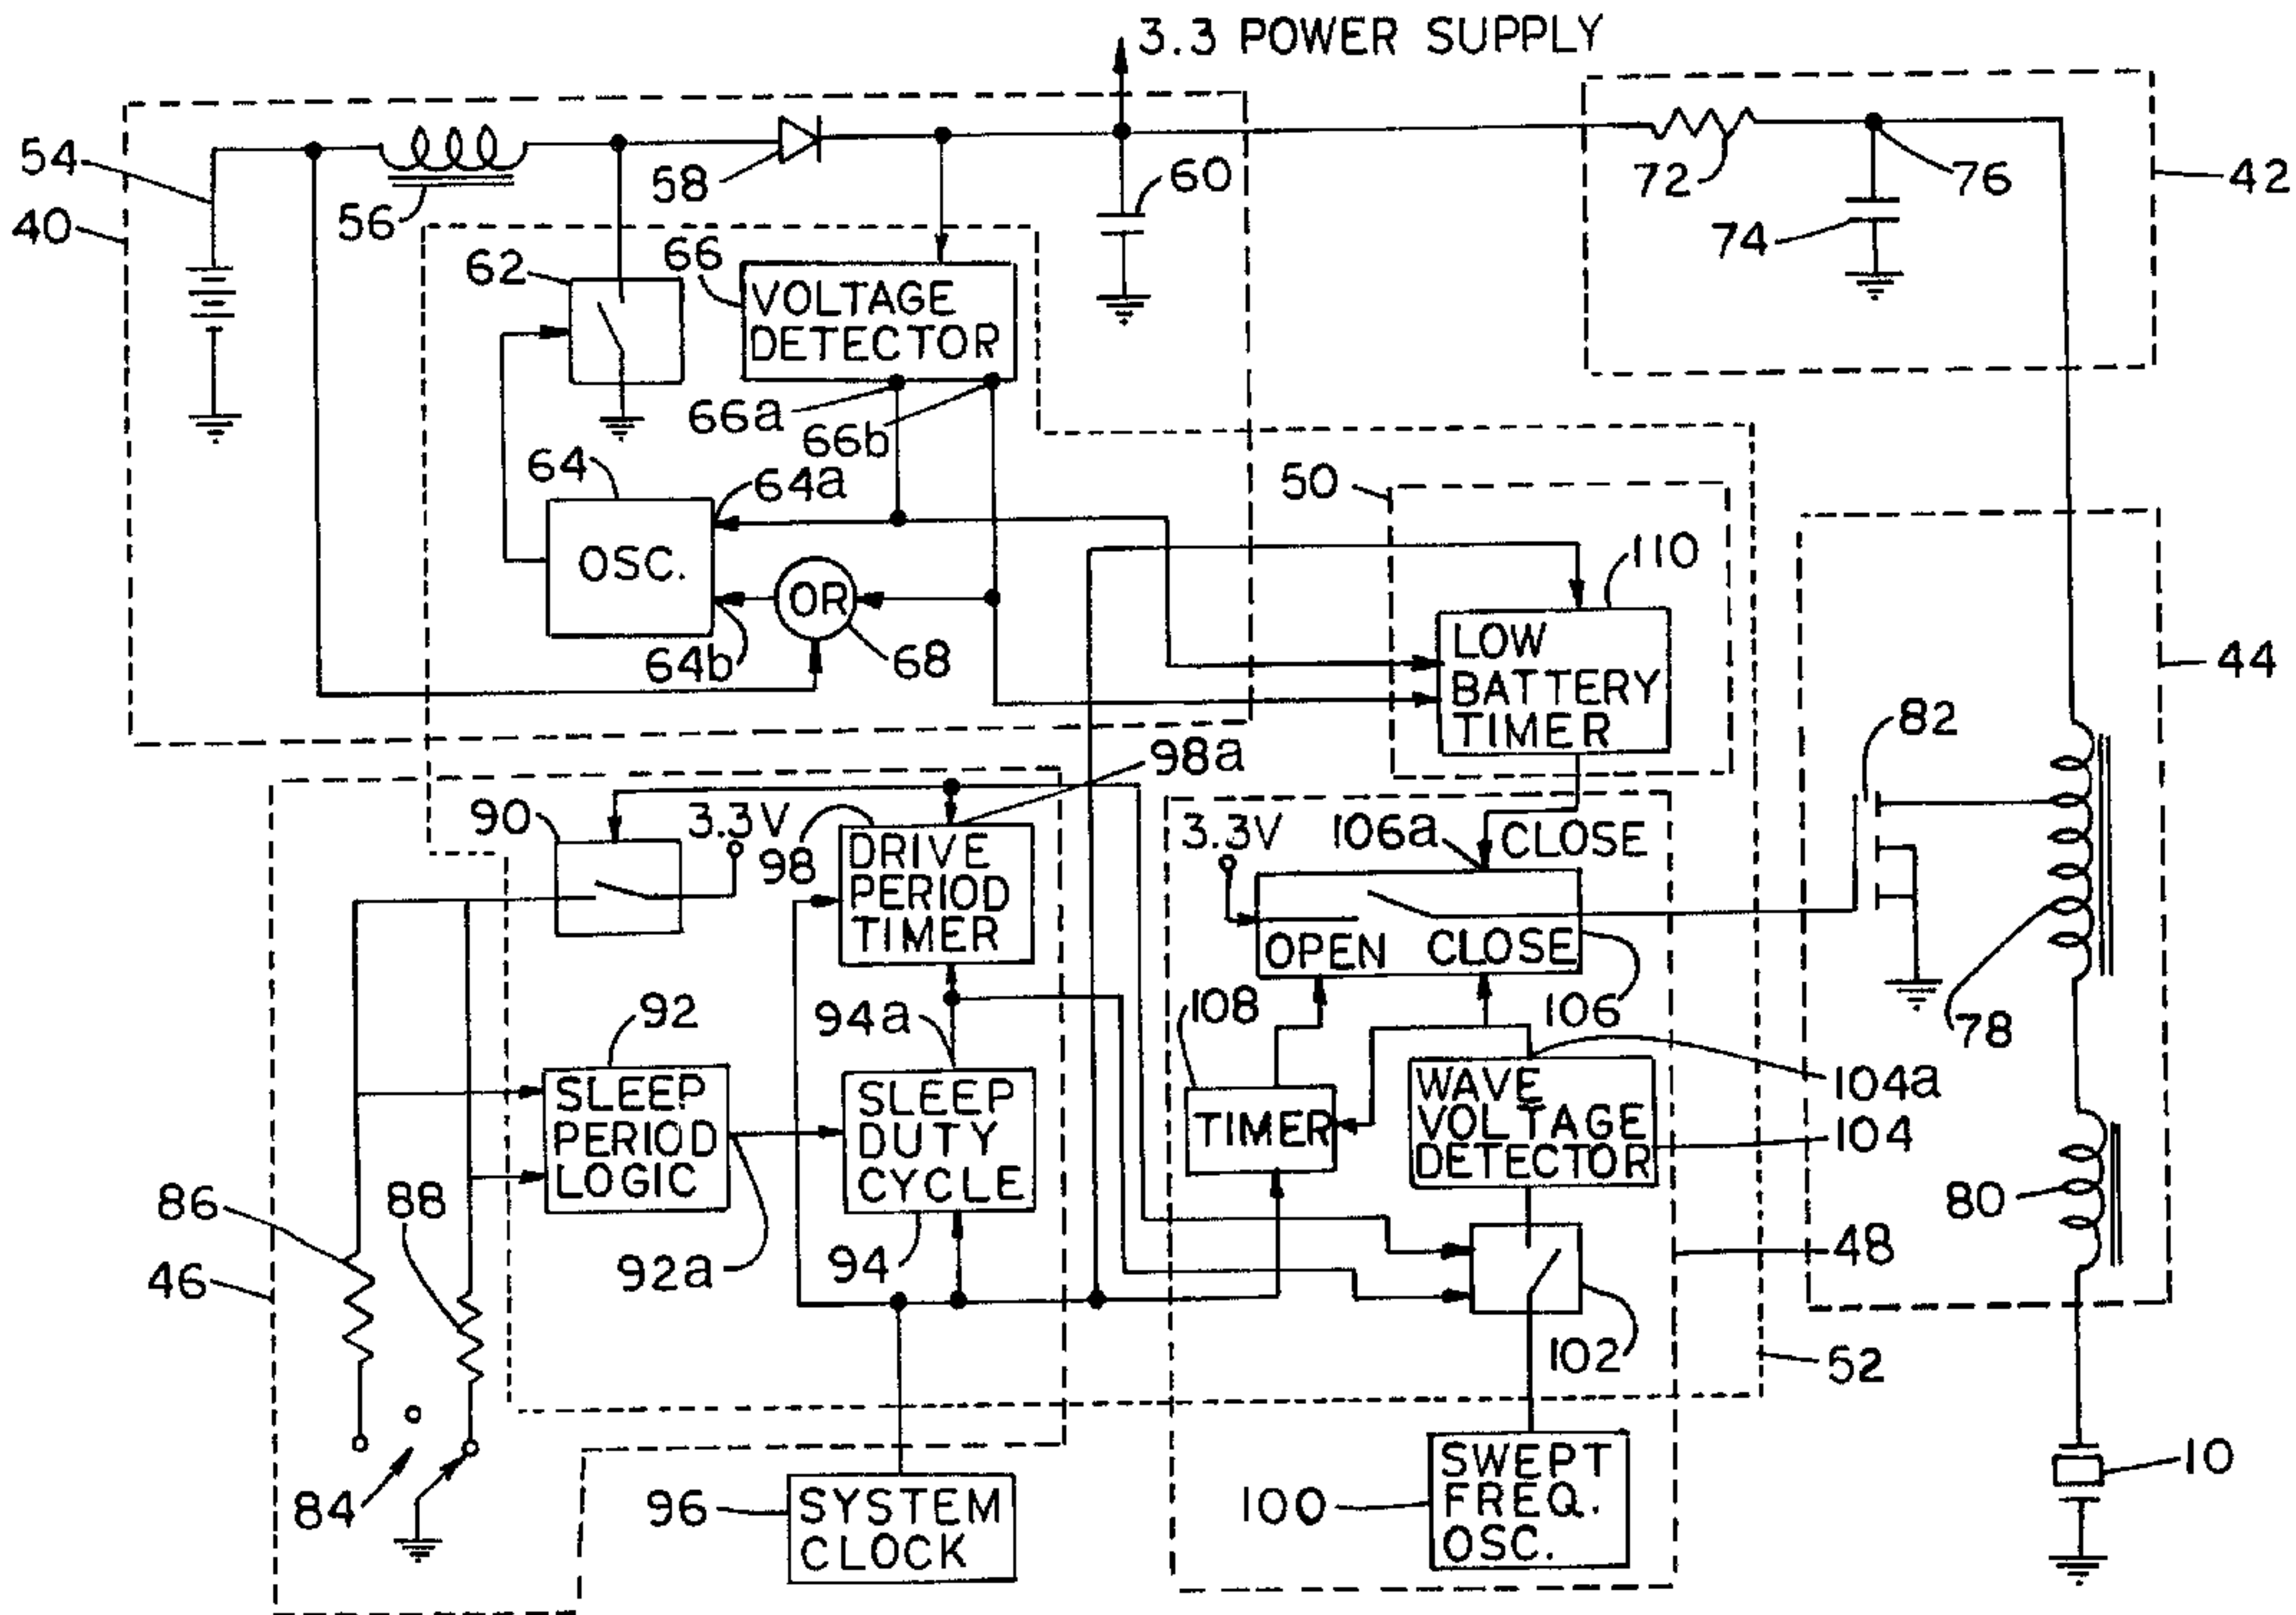 3.3 POWER SUPPLY
54
40
56
58
60
72
74
76
42
62
66
VOLTAGE
DETECTOR
66a
66b
64
64a
OSC.
OR
64b
68
50
110
LOW
BATTERY
TIMER
44
82
98a
90
3.3V
98
DRIVE
PERIOD
TIMER
3.3V
106a
CLOSE
OPEN CLOSE
106
78
92
94a
108
SLEEP
PERIOD
LOGIC
SLEEP
DUTY
CYCLE
TIMER
WAVE
VOLTAGE
DETECTOR
104a
104
86
88
46
92a
94
80
48
102
52
84
96
SYSTEM
CLOCK
100
SWEPT
FREQ.
OSC.
10